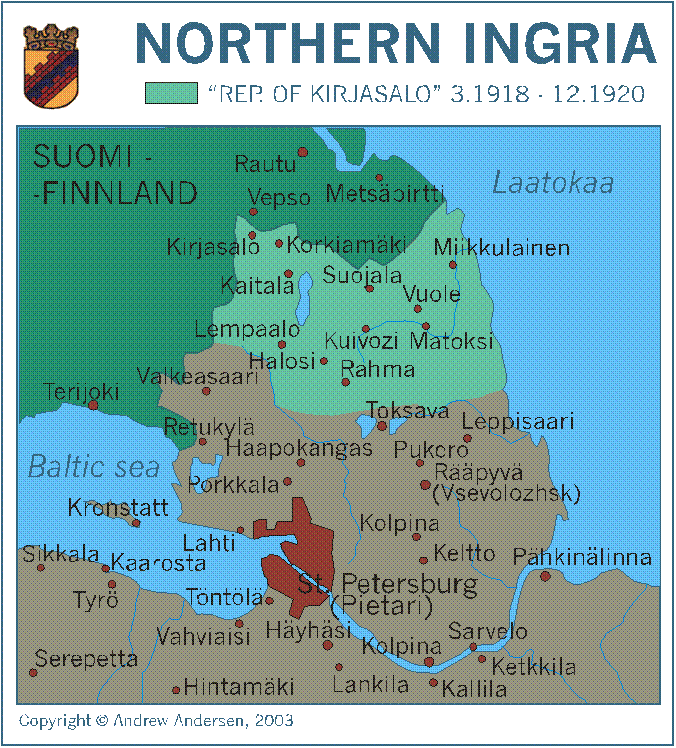 NORTHERN INGRIA
“REP. OF KIRJASALO” 3.1918 - 12.1920
SUOMI -
-FINNLAND
Rautu
Metsäpirtti
Laatokaa
Vepso
Kirjasalo
Korkiamäki
Miikkulainen
Kaitala
Suojala
Vuole
Lempaalo
Kuivozi
Matoksi
Halosi
Rahma
Valkeasaari
Terijoki
Toksava
Leppisaari
Retukylä
Haapokangas
Pukoro
Baltic sea
Rääpyvä
(Vsevolozhsk)
Porkkala
Kronstatt
Kolpina
Lahti
Keltto
Pähkinälinna
Sikkala
Kaarosta
St. Petersburg
(Pietari)
Tyrö
Töntölä
Vahviaisi
Häyhäsi
Kolpina
Sarvelo
Serepetta
Ketkkila
Hintamäki
Lankila
Kallila
Copyright © Andrew Andersen, 2003